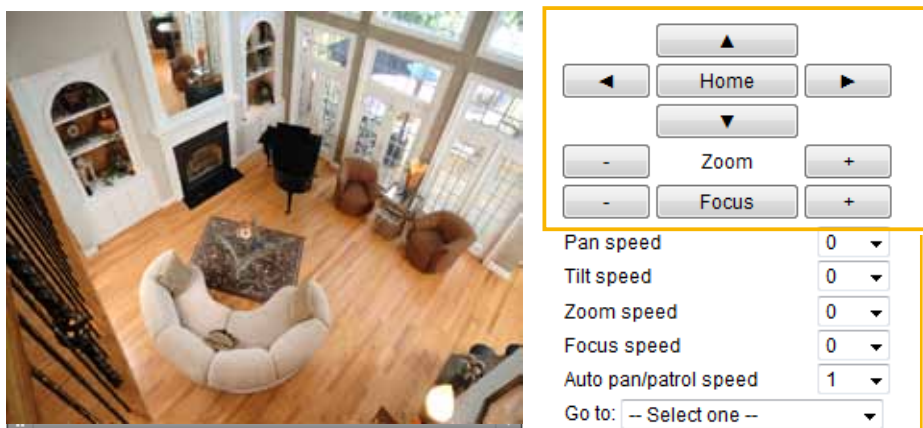 ▲
◄ Home ►
▼
- Zoom +
- Focus +
Pan speed 0
Tilt speed 0
Zoom speed 0
Focus speed 0
Auto pan/patrol speed 1
Go to: -- Select one --